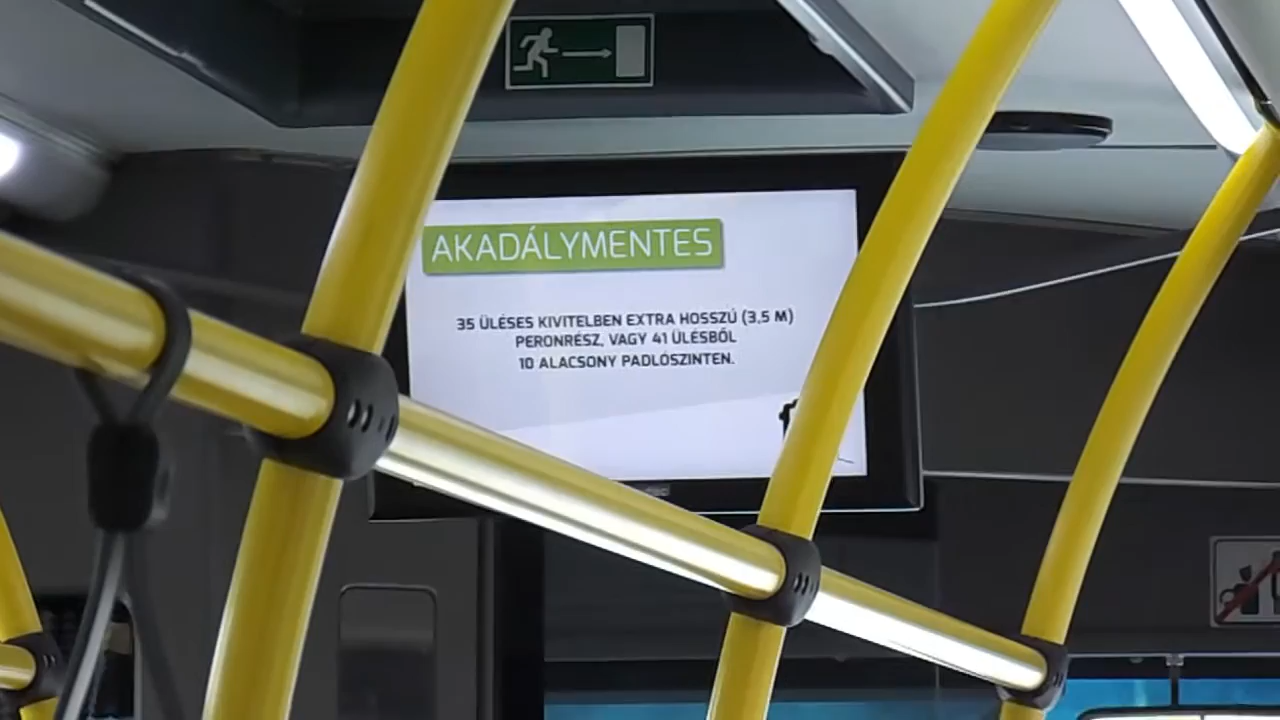 AKADÁLYMENTES
35 ÜLÉSES KIVITELBEN EXTRA HOSSZÚ (3,5 M)
PERONRÉSZ, VAGY 41 ÜLÉSBŐL
10 ALACSONY PADLÓSZINTEN.